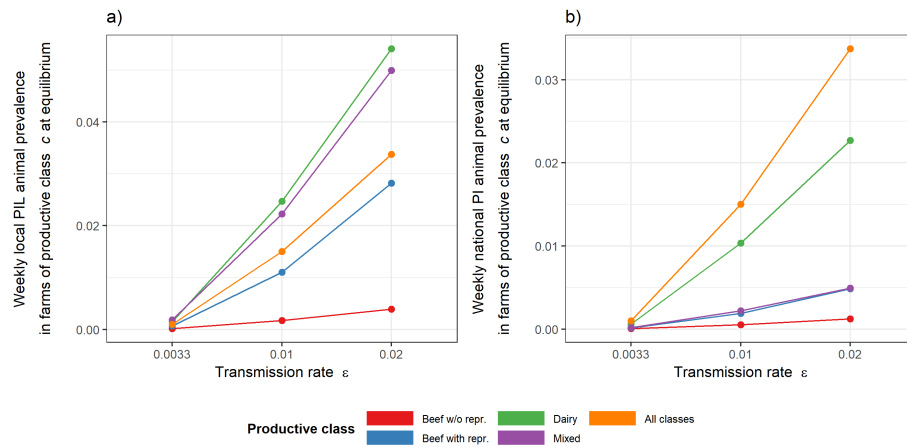 a)
Weekly local PIL animal prevalence
in farms of productive class c at equilibrium
0.04
0.02
0.00
0.0033
0.01
0.02
Transmission rate ε
b)
Weekly national PI animal prevalence
in farms of productive class c at equilibrium
0.03
0.02
0.01
0.00
0.0033
0.01
0.02
Transmission rate ε
Productive class
Beef w/o repr.
Beef with repr.
Dairy
Mixed
All classes